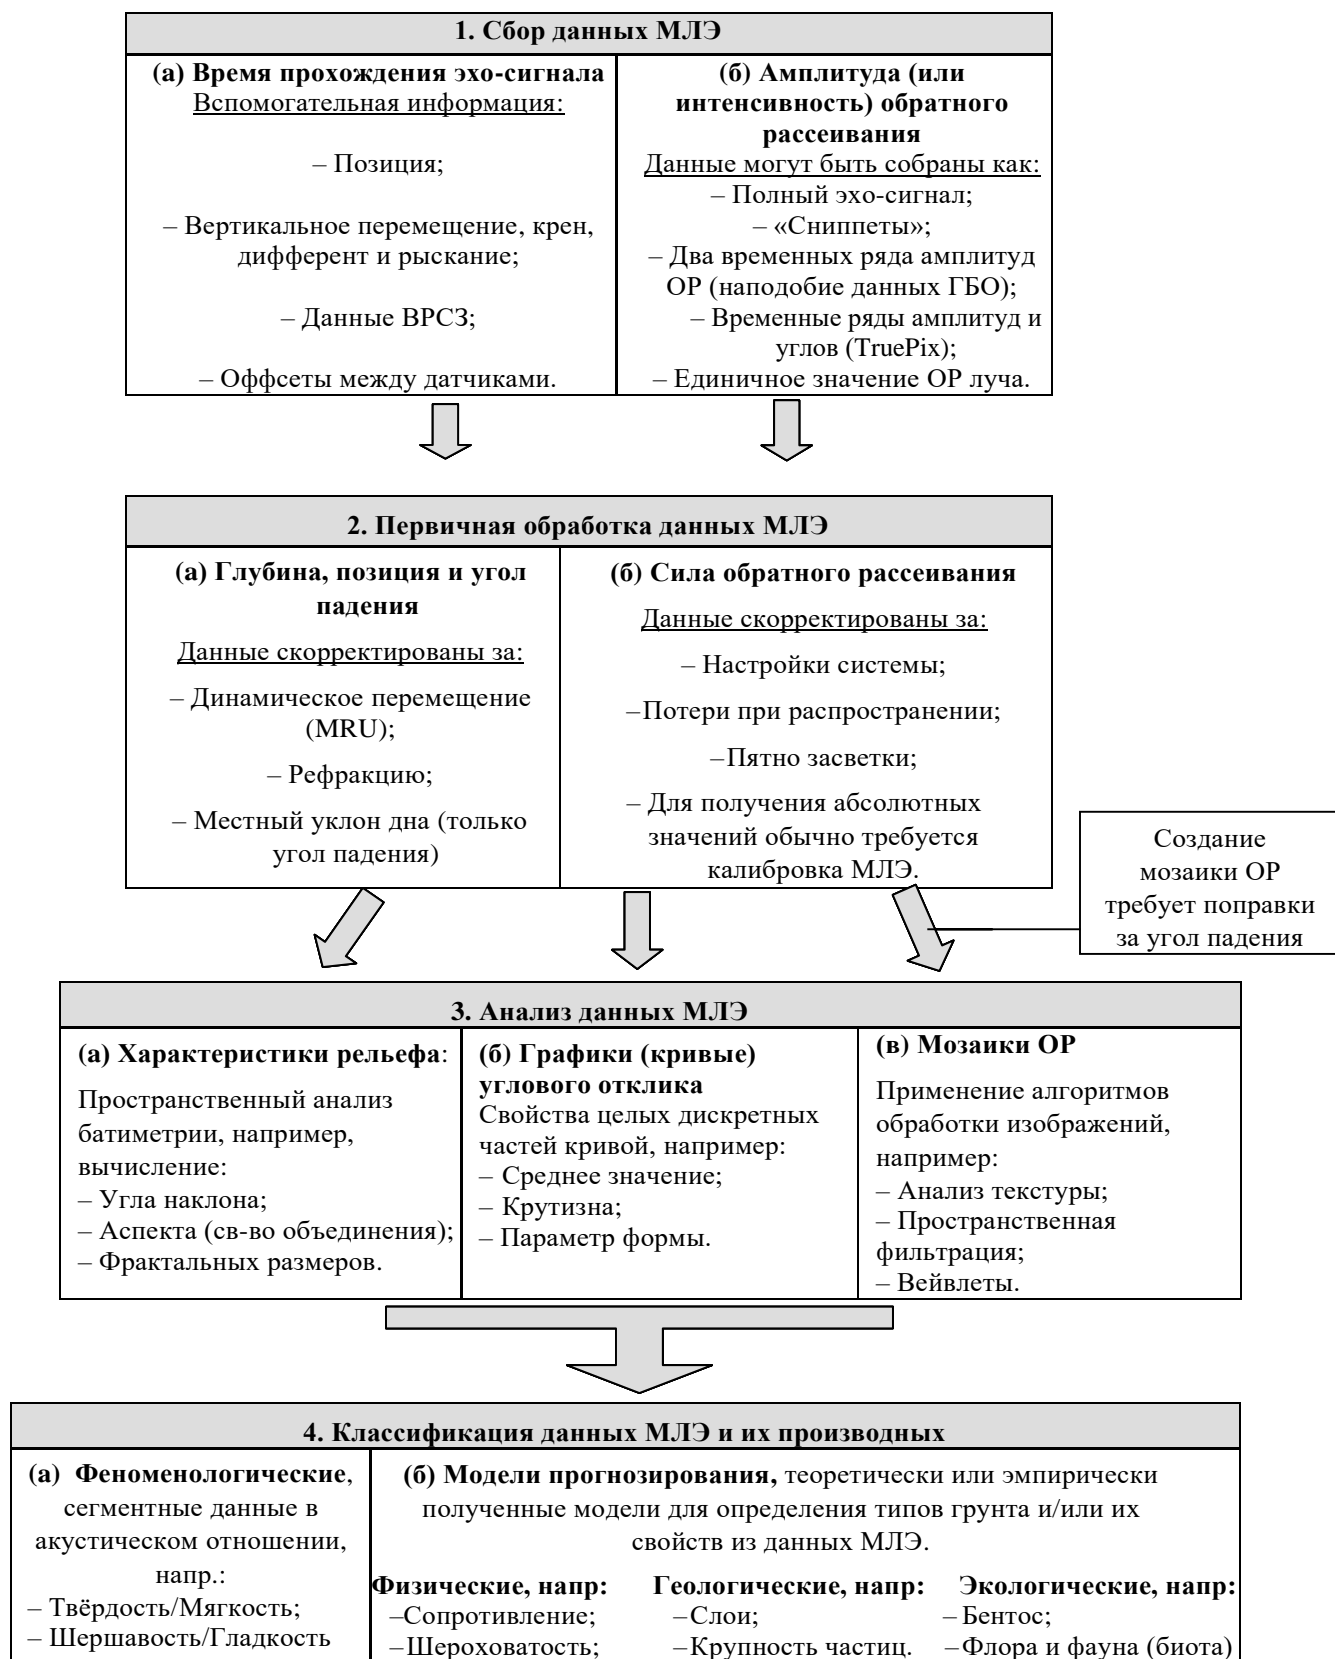 1. Сбор данных МЛЭ
(а) Время прохождения эхо-сигнала
Вспомогательная информация:
– Позиция;
– Вертикальное перемещение, крен,
дифферент и рыскание;
– Данные ВРСЗ;
– Оффсеты между датчиками.
(б) Амплитуда (или
интенсивность) обратного
рассеивания
Данные могут быть собраны как:
– Полный эхо-сигнал;
– «Сниппеты»;
– Два временных ряда амплитуд
ОР (наподобие данных ГБО);
– Временные ряды амплитуд и
углов (TruePix);
– Единичное значение ОР луча.
2. Первичная обработка данных МЛЭ
(а) Глубина, позиция и угол
падения
Данные скорректированы за:
– Динамическое перемещение
(MRU);
– Рефракцию;
– Местный уклон дна (только
угол падения)
(б) Сила обратного рассеивания
Данные скорректированы за:
– Настройки системы;
–Потери при распространении;
–Пятно засветки;
– Для получения абсолютных
значений обычно требуется
калибровка МЛЭ.
Создание
мозаики ОР
требует поправки
за угол падения
3. Анализ данных МЛЭ
(а) Характеристики рельефа:
Пространственный анализ
батиметрии, например,
вычисление:
– Угла наклона;
– Аспекта (св-во объединения);
– Фрактальных размеров.
(б) Графики (кривые)
углового отклика
Свойства целых дискретных
частей кривой, например:
– Среднее значение;
– Крутизна;
– Параметр формы.
(в) Мозаики ОР
Применение алгоритмов
обработки изображений,
например:
– Анализ текстуры;
– Пространственная
фильтрация;
– Вейвлеты.
4. Классификация данных МЛЭ и их производных
(а) Феноменологические,
сегментные данные в
акустическом отношении,
напр.:
– Твёрдость/Мягкость;
– Шершавость/Гладкость
(б) Модели прогнозирования, теоретически или эмпирически
полученные модели для определения типов грунта и/или их
свойств из данных МЛЭ.
Физические, напр:
–Сопротивление;
–Шероховатость;
Геологические, напр:
–Слои;
–Крупность частиц.
Экологические, напр:
–Бентос;
–Флора и фауна (биота)